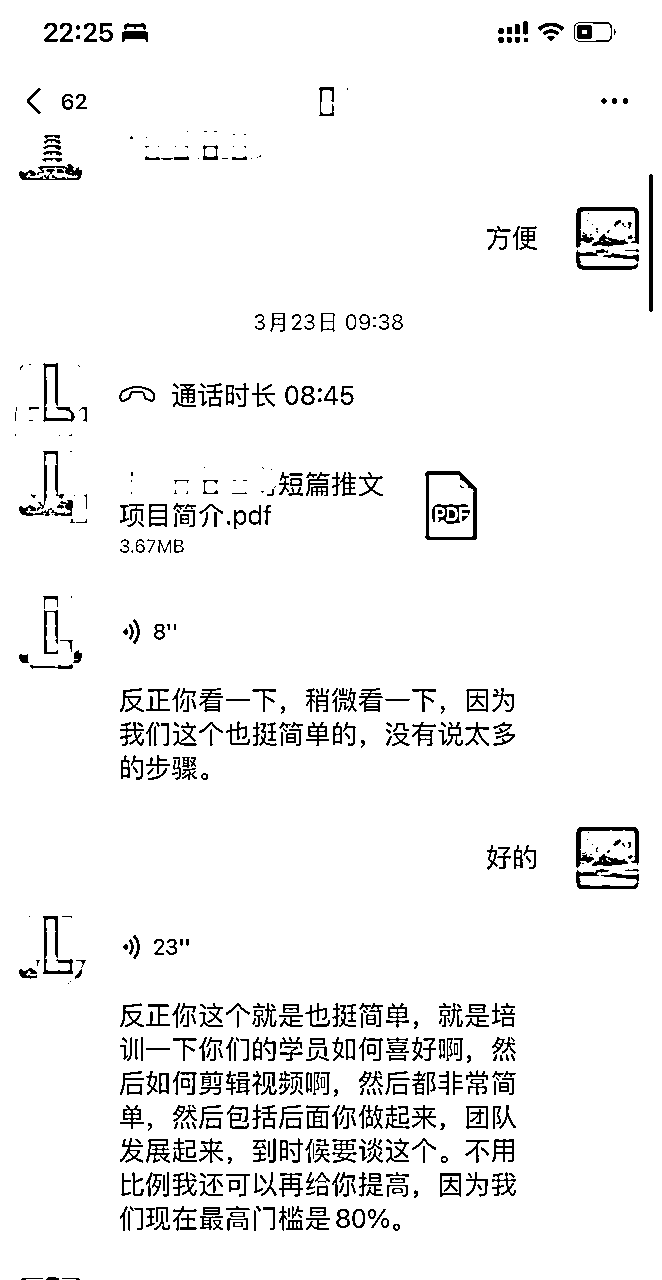 22:25
62
方便
3月23日 09:38
通话时长 08:45
短篇推文
项目简介.pdf
PDF
3.67MB
8"
反正你看一下，稍微看一下，因为
我们这个也挺简单的，没有说太多
的步骤。
好的
23"
反正你这个就是也挺简单，就是培
训一下你们的学员如何喜好啊，然
后如何剪辑视频啊，然后都非常简
单，然后包括后面你做起来，团队
发展起来，到时候要谈这个。不用
比例我还可以再给你提高，因为我
们现在最高门槛是80%。